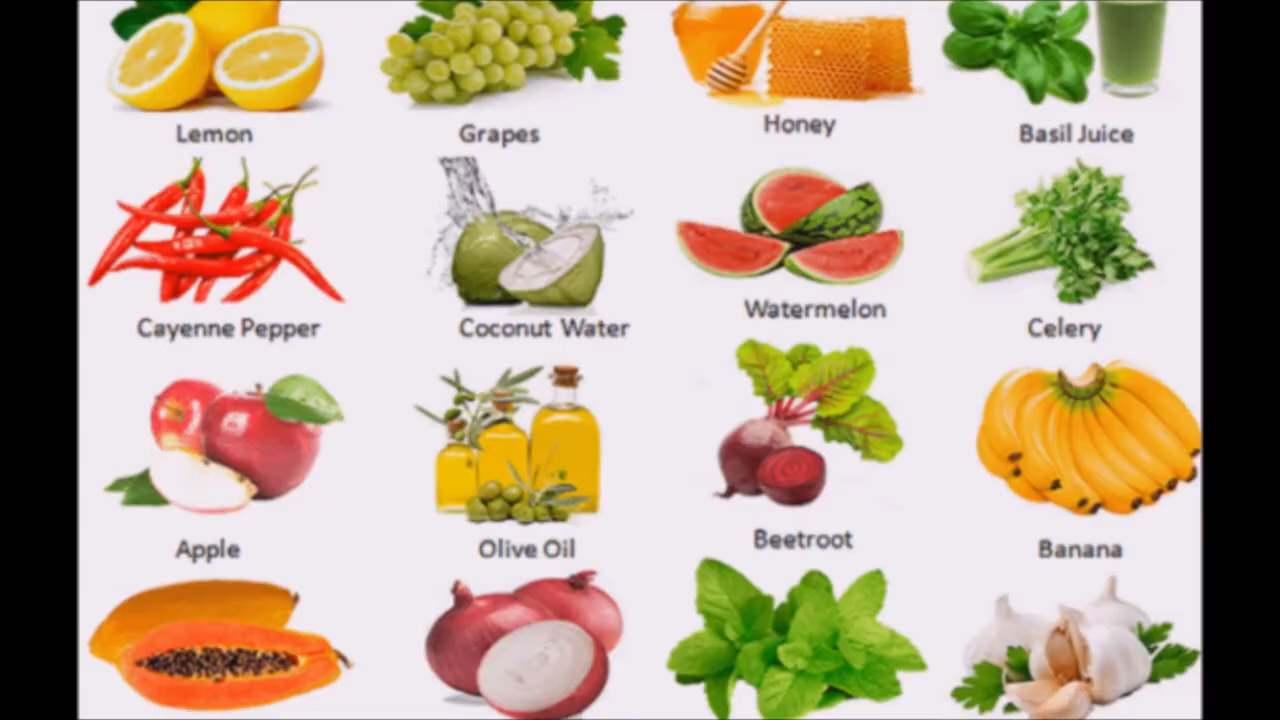 Lemon
Grapes
Honey
Basil Juice
Cayenne Pepper
Coconut Water
Watermelon
Celery
Apple
Olive Oil
Beetroot
Banana